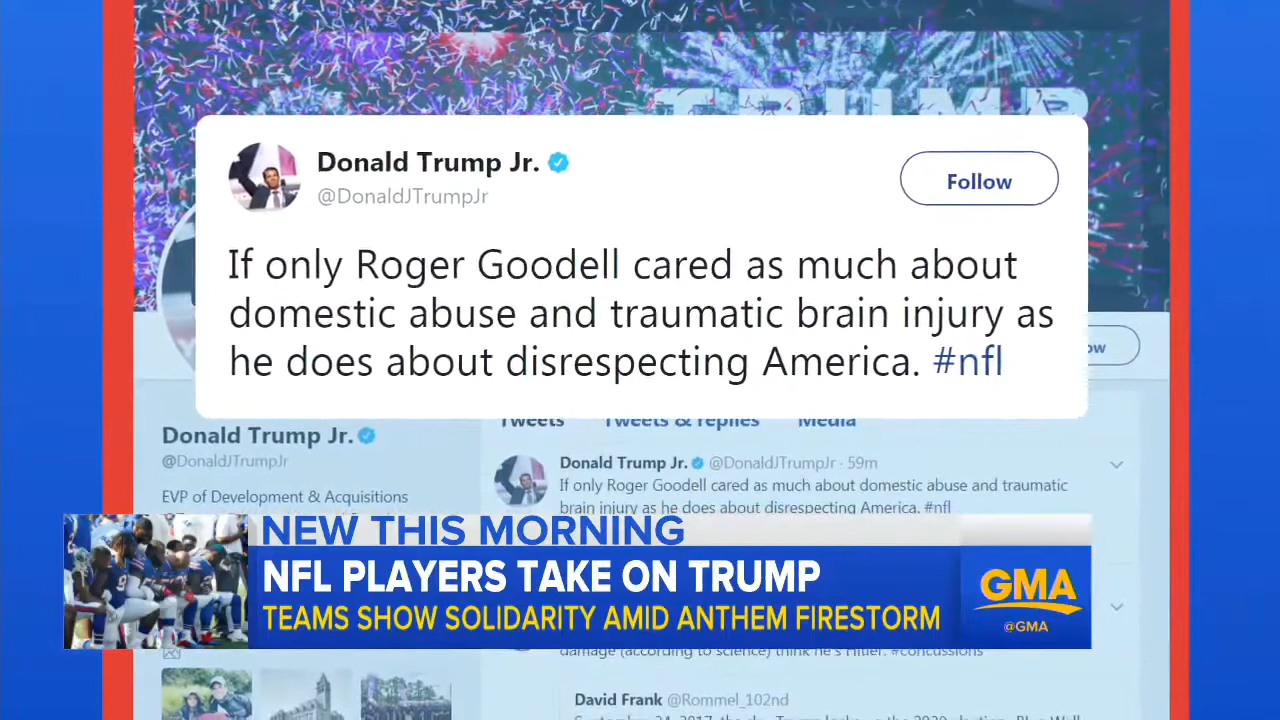 TRUMP
Donald Trump Jr.
@DonaldJTrumpJr
Follow
If only Roger Goodell cared as much about
domestic abuse and traumatic brain injury as
he does about disrespecting America. #nfl
Tweets Tweets & replies Media
Donald Trump Jr.
@DonaldJTrumpJr
EVP of Development & Acquisitions
Donald Trump Jr. @DonaldJTrumpJr · 59m
If only Roger Goodell cared as much about domestic abuse and traumatic
brain injury as he does about disrespecting America. #nfl
NEW THIS MORNING
NFL PLAYERS TAKE ON TRUMP
TEAMS SHOW SOLIDARITY AMID ANTHEM FIRESTORM
GMA
@GMA
damage (according to science) think he's Hitler. #concussions
David Frank @Rommel_102nd